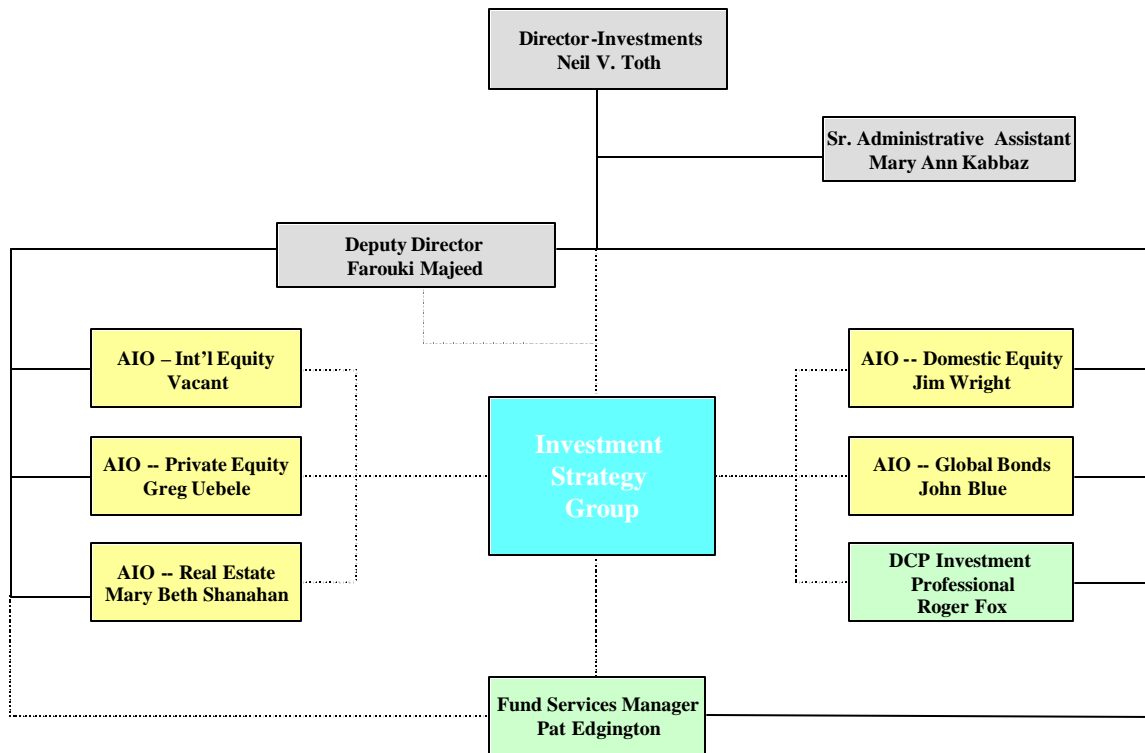 Director-Investments
Neil V. Toth
Sr. Administrative Assistant
Mary Ann Kabbaz
Deputy Director
Farouki Majeed
AIO – Int'l Equity
Vacant
AIO -- Domestic Equity
Jim Wright
AIO -- Private Equity
Greg Uebele
Investment
Strategy
Group
AIO -- Global Bonds
John Blue
AIO -- Real Estate
Mary Beth Shanahan
DCP Investment
Professional
Roger Fox
Fund Services Manager
Pat Edgington